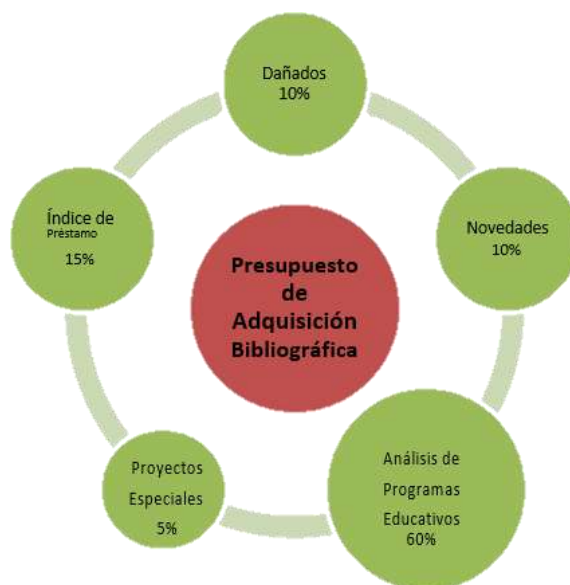 Dañados
10%
Novedades
10%
Índice de
Préstamo
15%
Presupuesto
de
Adquisición
Bibliográfica
Análisis de
Programas
Educativos
60%
Proyectos
Especiales
5%